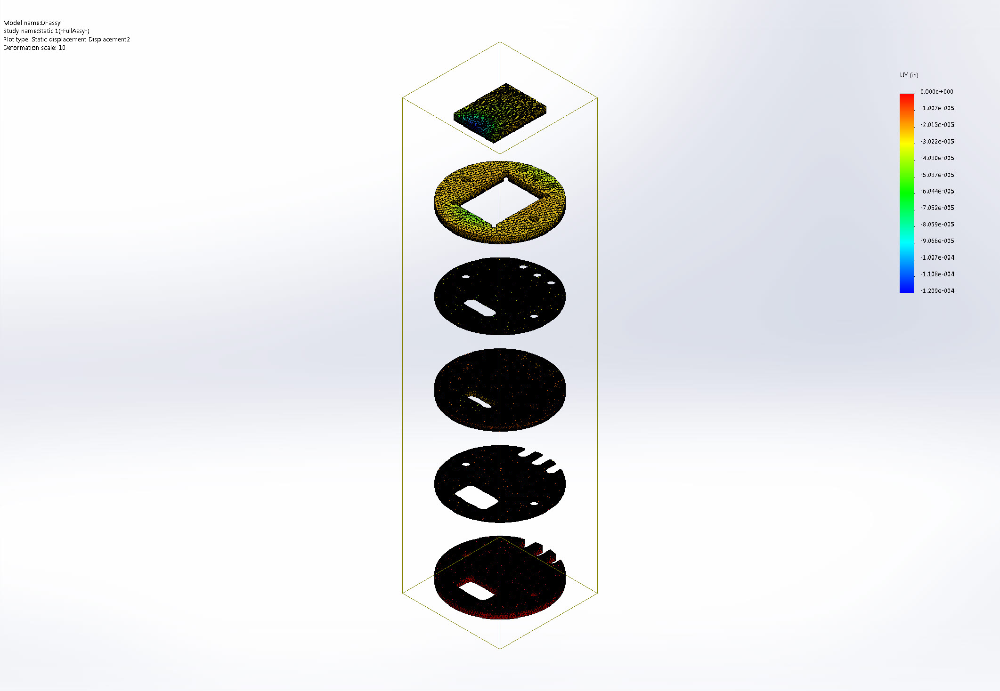 Model name:DFassy
Study name:Static 1(-FullAssy-)
Plot type: Static displacement Displacement2
Deformation scale: 10
UY (in)
0.000e+000
-1.007e-005
-2.015e-005
-3.022e-005
-4.030e-005
-5.037e-005
-6.044e-005
-7.052e-005
-8.059e-005
-9.066e-005
-1.007e-004
-1.108e-004
-1.209e-004